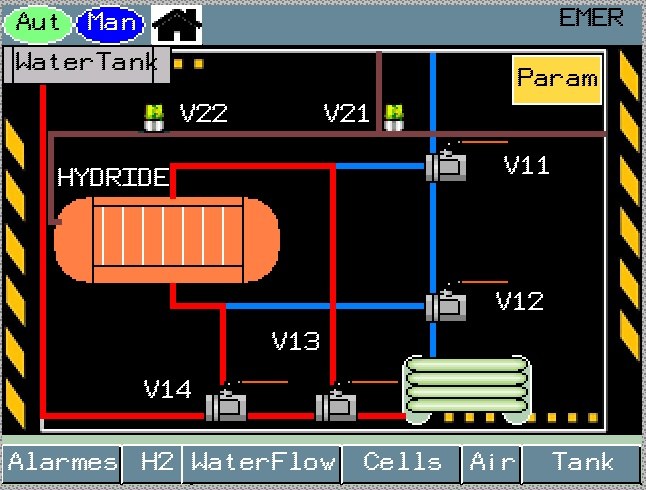 Aut Man EMER
WaterTank
Param
V22 V21
V11
HYDRIDE
V12
V13
V14
Alarmes H2 WaterFlow Cells Air Tank